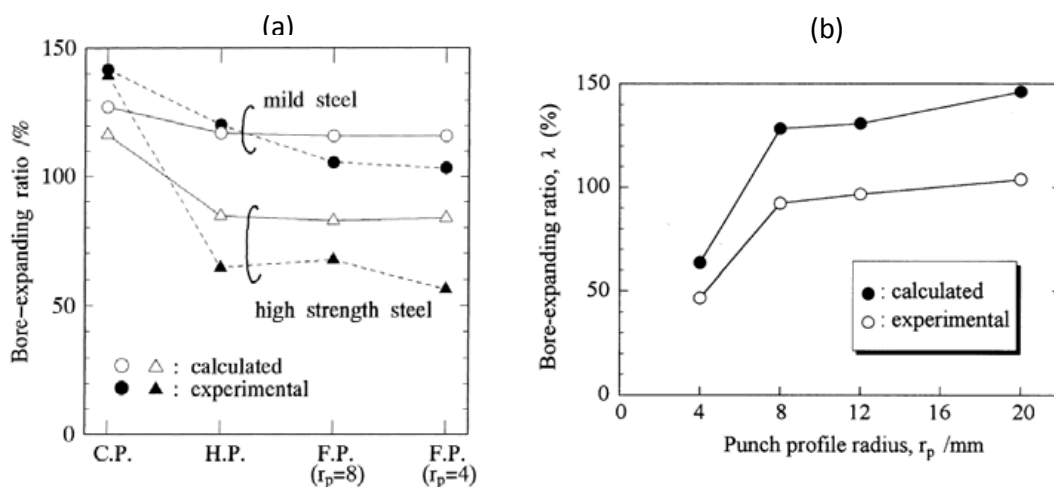 (a)
150
100
50
0
Bore-expanding ratio /%
mild steel
high strength steel
○ △ : calculated
● ▲ : experimental
C.P. H.P. F.P. F.P.
(rp=8) (rp=4)
(b)
150
100
50
0
Bore-expanding ratio, λ (%)
● : calculated
○ : experimental
0 4 8 12 16 20
Punch profile radius, rp /mm